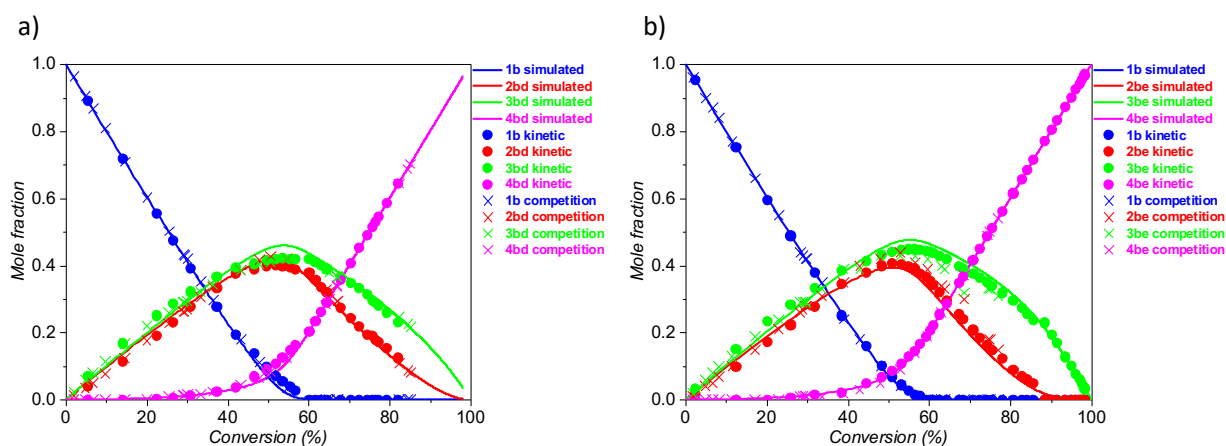 a)
1.0
0.8
0.6
0.4
0.2
0.0
Mole fraction
0
20
40
60
80
100
Conversion (%)
1b simulated
2bd simulated
3bd simulated
4bd simulated
1b kinetic
2bd kinetic
3bd kinetic
4bd kinetic
1b competition
2bd competition
3bd competition
4bd competition
b)
1.0
0.8
0.6
0.4
0.2
0.0
Mole fraction
0
20
40
60
80
100
Conversion (%)
1b simulated
2be simulated
3be simulated
4be simulated
1b kinetic
2be kinetic
3be kinetic
4be kinetic
1b competition
2be competition
3be competition
4be competition